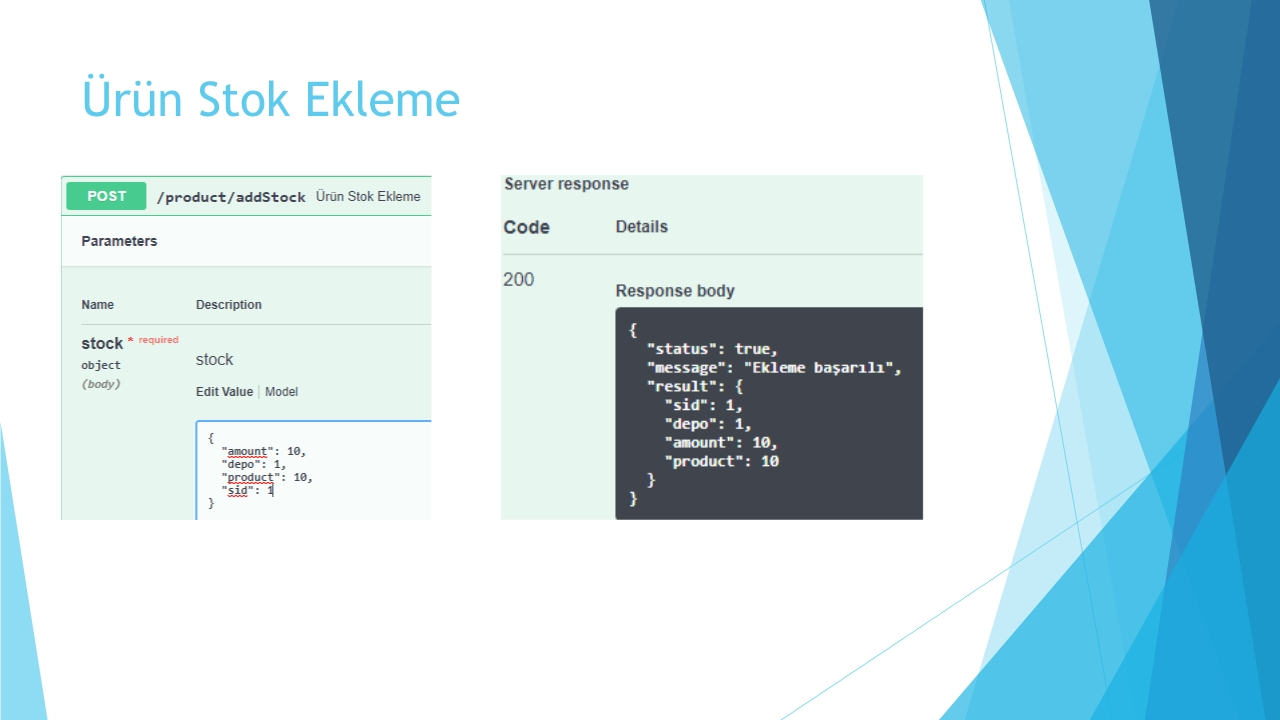 Ürün Stok Ekleme
POST /product/addStock Ürün Stok Ekleme
Parameters
Name Description
stock * required
object
(body)
stock
Edit Value | Model
{
"amount": 10,
"depo": 1,
"product": 10,
"sid": 1
}
Server response
Code Details
200
Response body
{
"status": true,
"message": "Ekleme başarılı",
"result": {
"sid": 1,
"depo": 1,
"amount": 10,
"product": 10
}
}